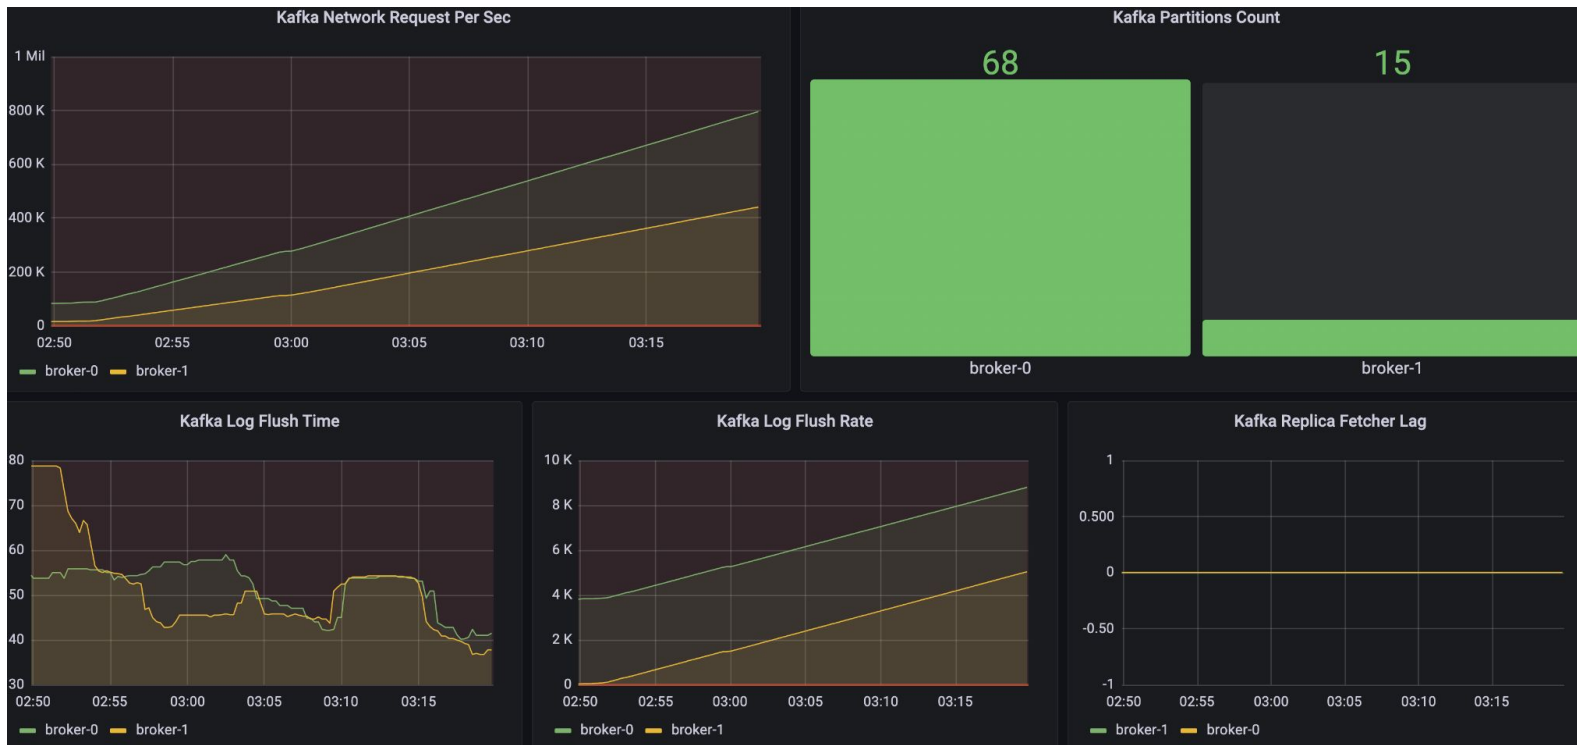 Kafka Network Request Per Sec
1 Mil
800 K
600 K
400 K
200 K
0
02:50 02:55 03:00 03:05 03:10 03:15
broker-0 broker-1
Kafka Partitions Count
68 15
broker-0 broker-1
Kafka Log Flush Time
80
70
60
50
40
30
02:50 02:55 03:00 03:05 03:10 03:15
broker-0 broker-1
Kafka Log Flush Rate
10 K
8 K
6 K
4 K
2 K
0
02:50 02:55 03:00 03:05 03:10 03:15
broker-0 broker-1
Kafka Replica Fetcher Lag
1
0.500
0
-0.50
-1
02:50 02:55 03:00 03:05 03:10 03:15
broker-1 broker-0